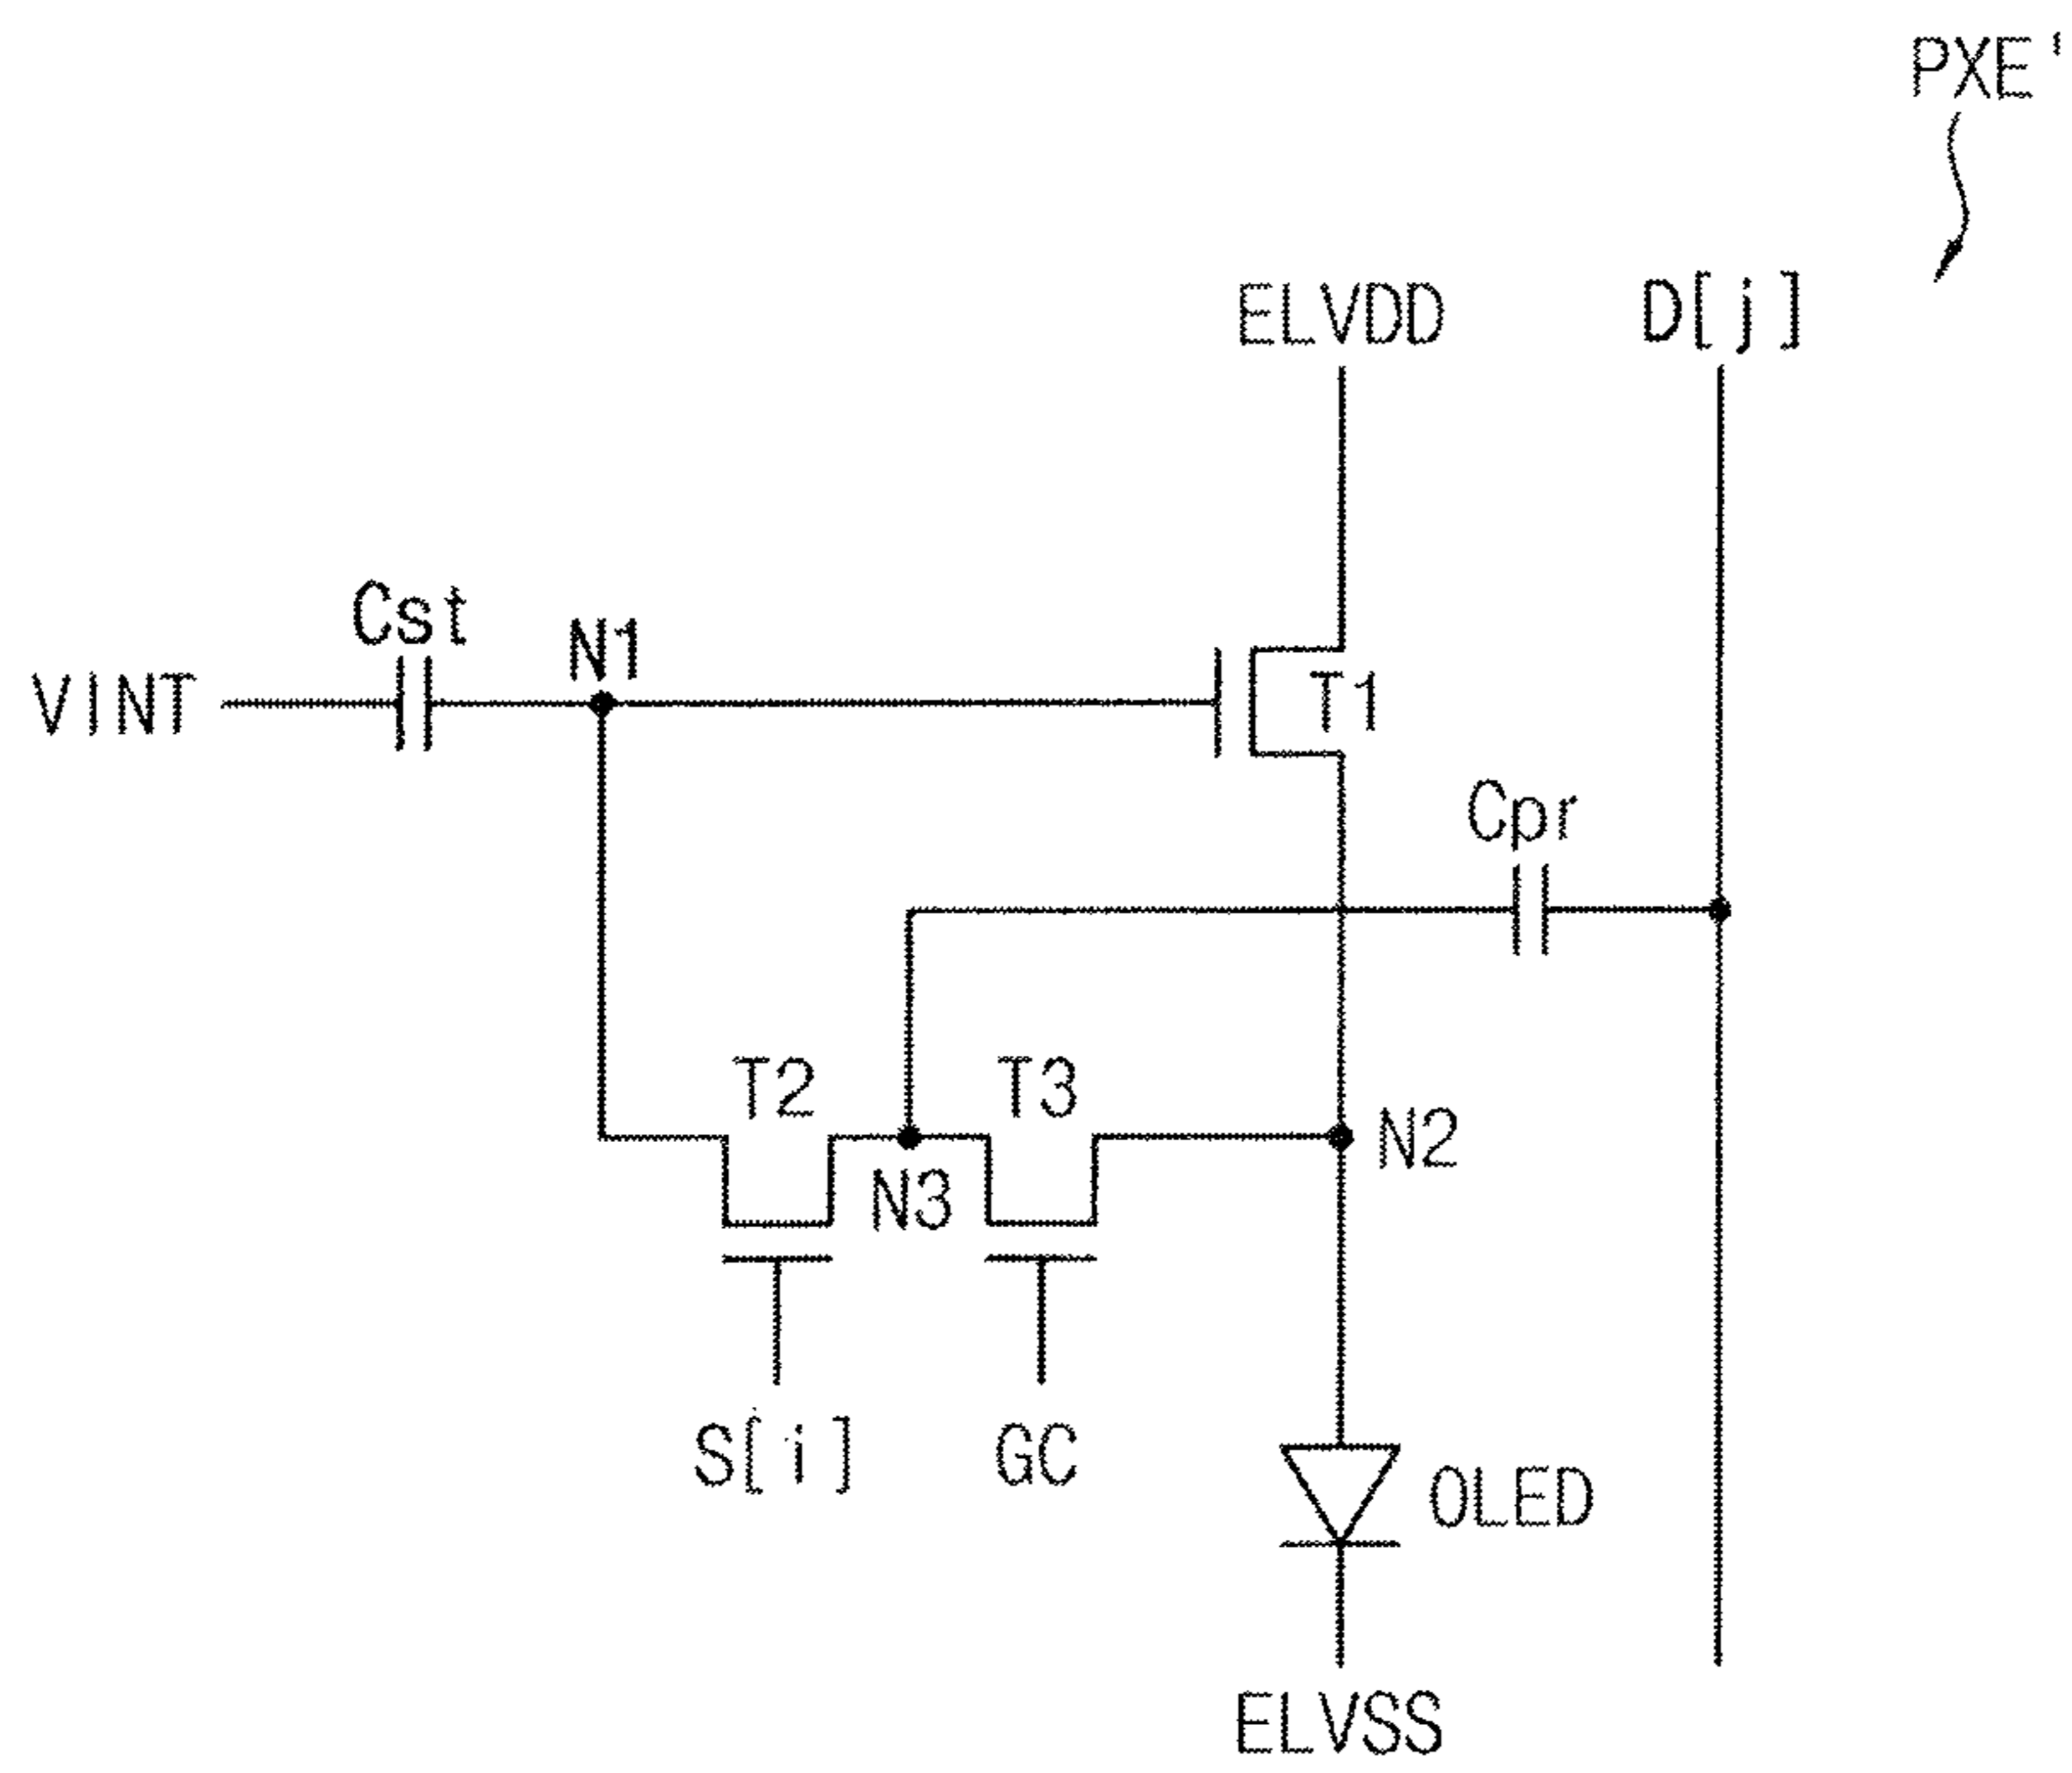 PXE'
ELVDD
D[j]
Cst
N1
VINT
T1
Cpr
T2
T3
N2
N3
S[i]
GC
OLED
ELVSS